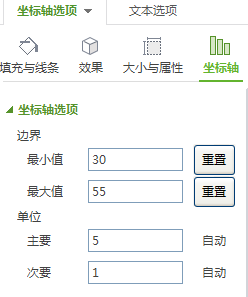 坐标轴选项 文本选项
填充与线条 效果 大小与属性 坐标轴
坐标轴选项
边界
最小值 30 重置
最大值 55 重置
单位
主要 5 自动
次要 1 自动